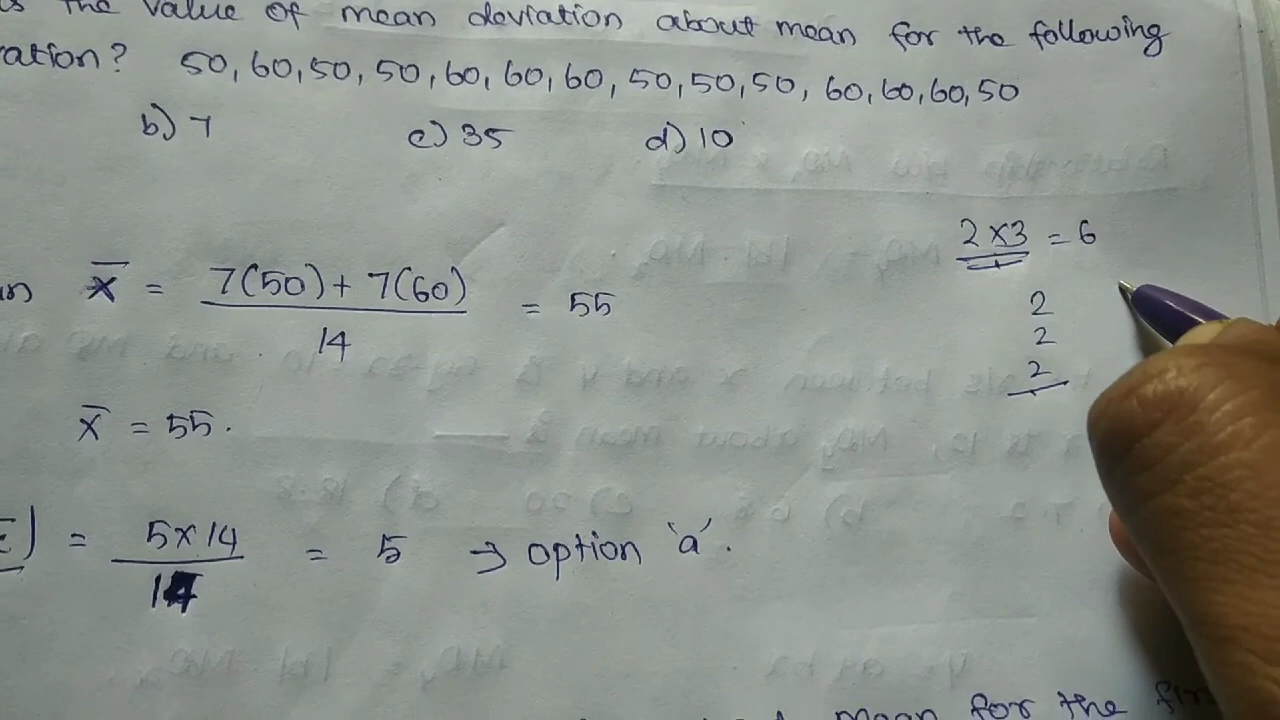 is the value of mean deviation about mean for the following
ation? 50, 60, 50, 50, 60, 60, 60, 50, 50, 50, 60, 60, 60, 50
b) 7 c) 35 d) 10
2 x 3 = 6
x̄ = 7(50) + 7(60) = 55
14
2
2
2
x̄ = 55.
= 5 x 14 = 5 → option 'a'.
14
mean for the